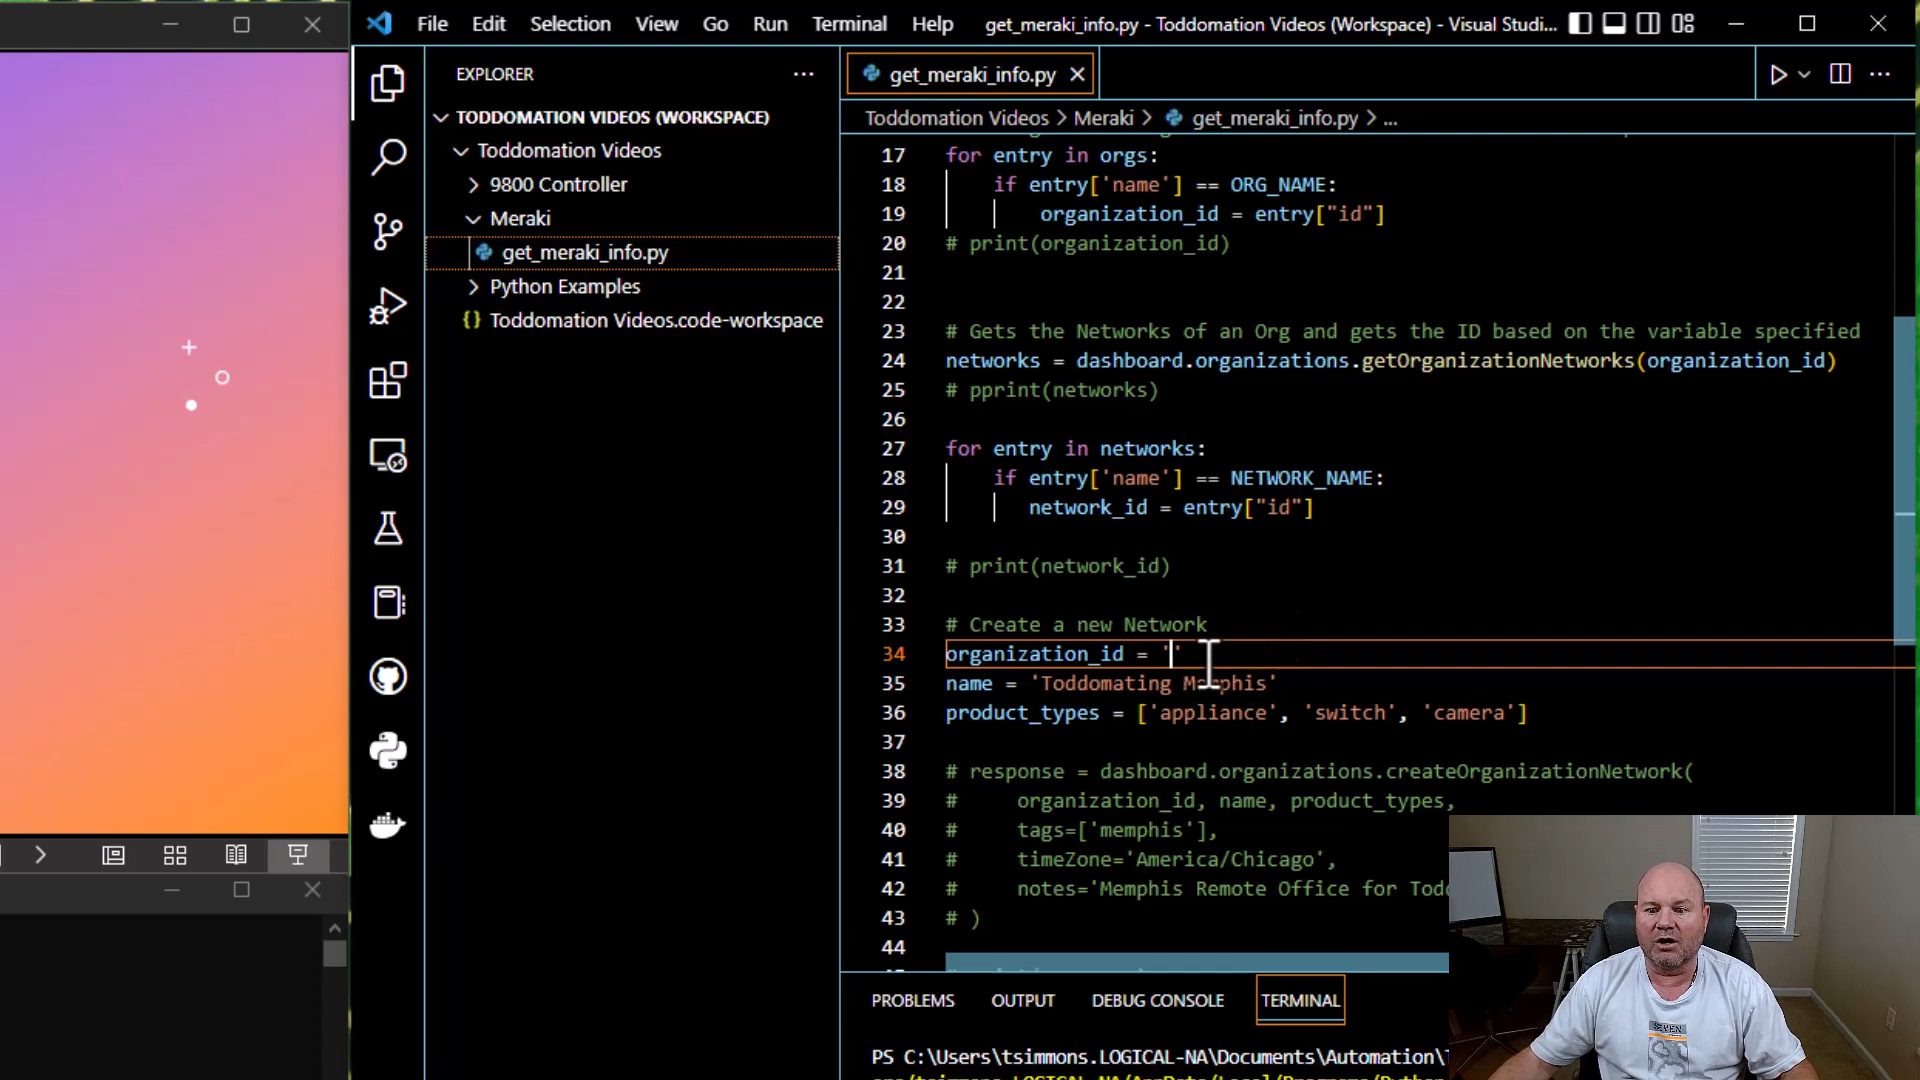 File Edit Selection View Go Run Terminal Help get_meraki_info.py - Toddomation Videos (Workspace) - Visual Studi...
EXPLORER
TODDOMATION VIDEOS (WORKSPACE)
Toddomation Videos
9800 Controller
Meraki
get_meraki_info.py
Python Examples
{} Toddomation Videos.code-workspace
get_meraki_info.py
Toddomation Videos > Meraki > get_meraki_info.py > ...
17 for entry in orgs:
18 if entry['name'] == ORG_NAME:
19 organization_id = entry["id"]
20 # print(organization_id)
21
22
23 # Gets the Networks of an Org and gets the ID based on the variable specified
24 networks = dashboard.organizations.getOrganizationNetworks(organization_id)
25 # pprint(networks)
26
27 for entry in networks:
28 if entry['name'] == NETWORK_NAME:
29 network_id = entry["id"]
30
31 # print(network_id)
32
33 # Create a new Network
34 organization_id = ''
35 name = 'Toddomating Memphis'
36 product_types = ['appliance', 'switch', 'camera']
37
38 # response = dashboard.organizations.createOrganizationNetwork(
39 # organization_id, name, product_types,
40 # tags=['memphis'],
41 # timeZone='America/Chicago',
42 # notes='Memphis Remote Office for Todd
43 # )
44
PROBLEMS OUTPUT DEBUG CONSOLE TERMINAL
PS C:\Users\tsimmons.LOGICAL-NA\Documents\Automation\T
SEVEN